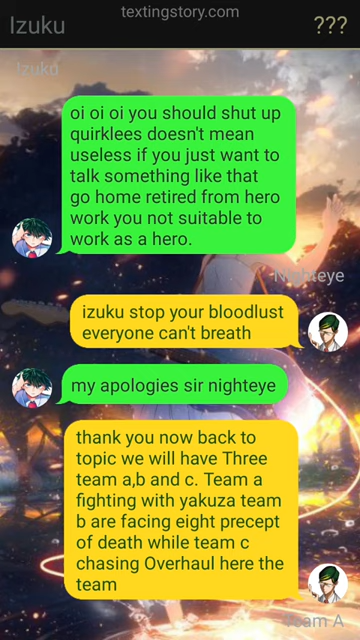 textingstory.com
Izuku
???
Izuku
oi oi oi you should shut up
quirklees doesn't mean
useless if you just want to
talk something like that
go home retired from hero
work you not suitable to
work as a hero.
Nighteye
izuku stop your bloodlust
everyone can't breath
my apologies sir nighteye
thank you now back to
topic we will have Three
team a,b and c. Team a
fighting with yakuza team
b are facing eight precept
of death while team c
chasing Overhaul here the
team
Team A